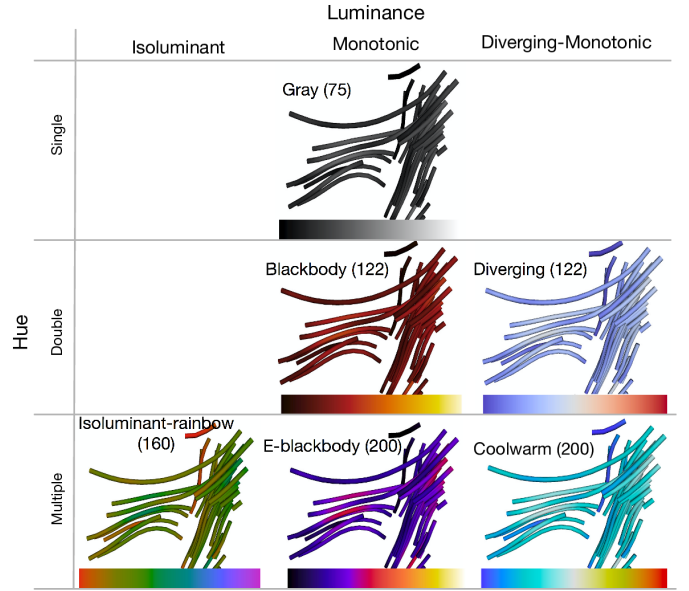 Luminance
Isoluminant Monotonic Diverging-Monotonic
Gray (75)
Single
Blackbody (122) Diverging (122)
Hue
Double
Isoluminant-rainbow
(160) E-blackbody (200) Coolwarm (200)
Multiple